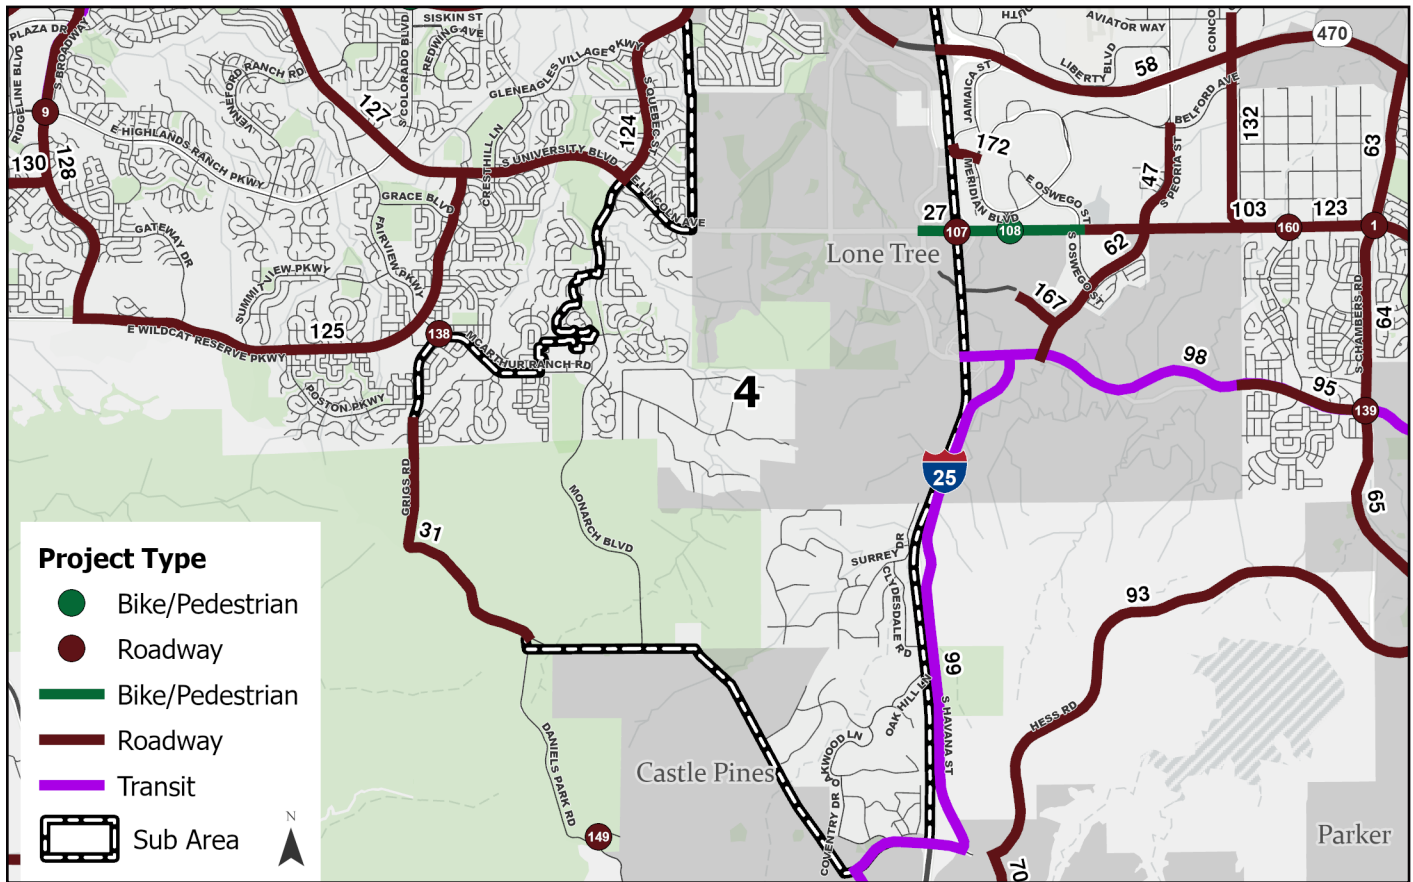 PLAZA DR
S BROADWAY
RIDGELINE BLVD
9
130
128
VENNEFORD RANCH RD
E HIGHLANDS RANCH PKWY
GATEWAY DR
SUMMIT VIEW PKWY
E WILDCAT RESERVE PKWY
125
127
SISKIN ST
REDWING AVE
S COLORADO BLVD
GLENEAGLES VILLAGE PKWY
CRESTHILL LN
S UNIVERSITY BLVD
GRACE BLVD
FAIRVIEW PKWY
S QUEBEC ST
124
E LINCOLN AVE
138
MCARTHUR RANCH RD
POSTON PKWY
GRIGS RD
31
MONARCH BLVD
4
Lone Tree
27
107
108
172
JAMAICA ST
MERIDIAN BLVD
E OSWEGO ST
S OSWEGO ST
AVIATOR WAY
LIBERTY BLVD
58
BELFORD AVE
CONCO
470
132
63
47
S PEORIA ST
103
123
160
1
62
167
S CHAMBERS RD
64
98
95
139
65
25
SURREY DR
CLYDESDALE RD
OAK HILL LN
99
S HAVANA ST
93
HESS RD
70
Parker
Castle Pines
COVENTRY DR
DANIELS PARK RD
149
Project Type
Bike/Pedestrian
Roadway
Bike/Pedestrian
Roadway
Transit
Sub Area
N